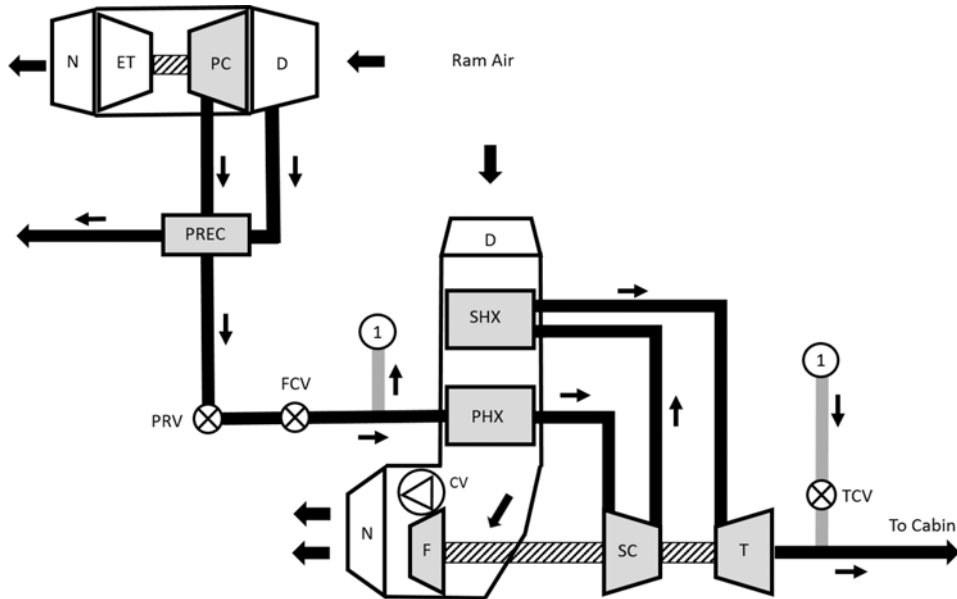 N ET PC D
Ram Air
PREC
D
SHX
1
1
FCV
PRV
PHX
CV
TCV
N
F
SC
T
To Cabin